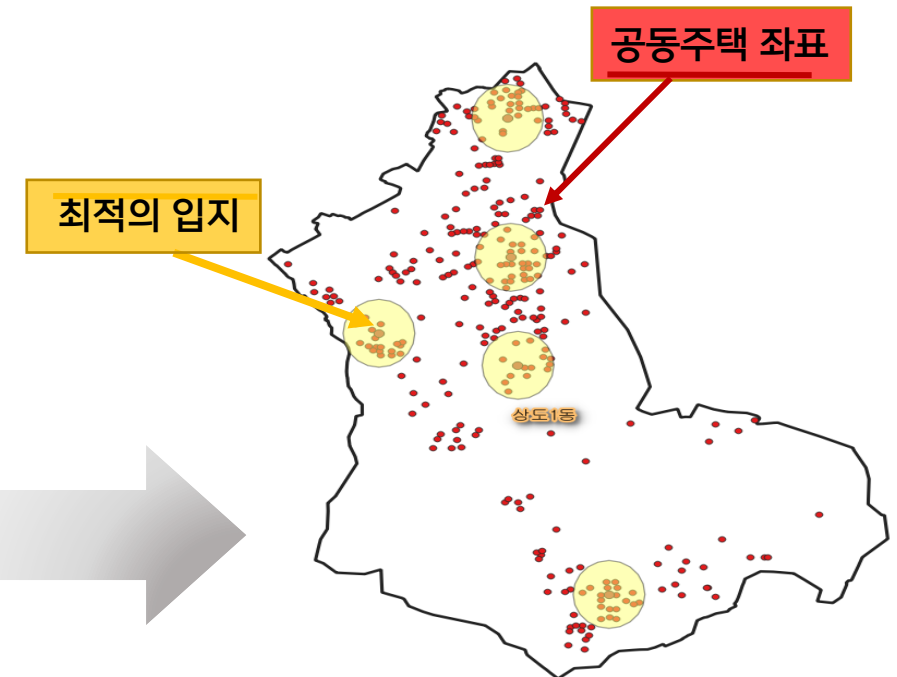 공동주택 좌표
최적의 입지
상도1동